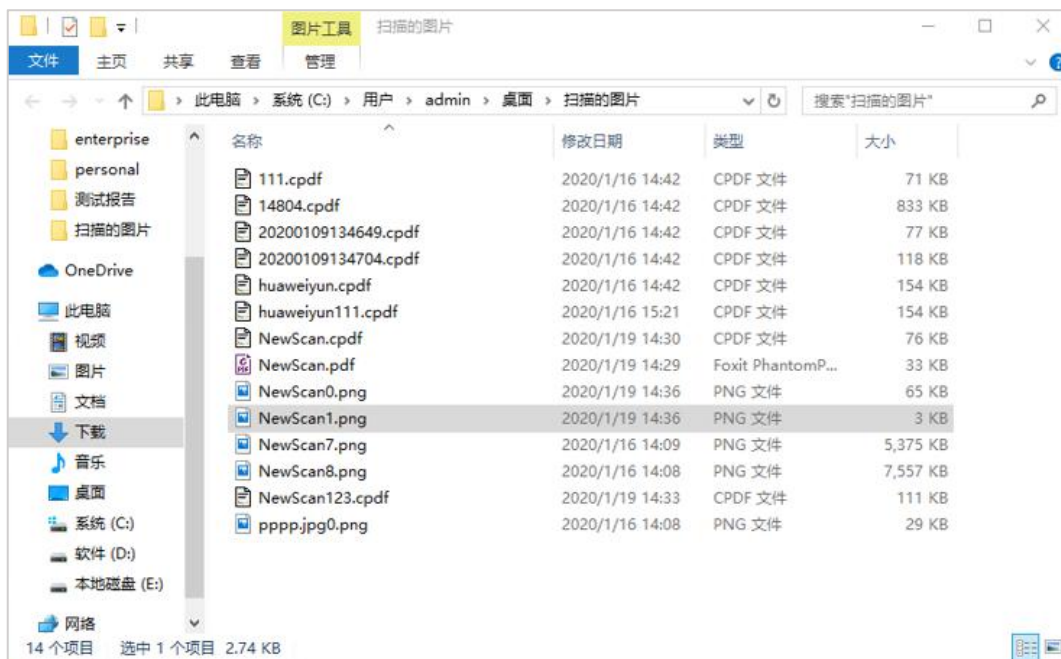 图片工具 扫描的图片
文件 主页 共享 查看 管理
此电脑 › 系统 (C:) › 用户 › admin › 桌面 › 扫描的图片 搜索"扫描的图片"
enterprise
personal
测试报告
扫描的图片
OneDrive
此电脑
视频
图片
文档
下载
音乐
桌面
系统 (C:)
软件 (D:)
本地磁盘 (E:)
网络
名称 修改日期 类型 大小
111.cpdf 2020/1/16 14:42 CPDF 文件 71 KB
14804.cpdf 2020/1/16 14:42 CPDF 文件 833 KB
20200109134649.cpdf 2020/1/16 14:42 CPDF 文件 77 KB
20200109134704.cpdf 2020/1/16 14:42 CPDF 文件 118 KB
huaweiyun.cpdf 2020/1/16 14:42 CPDF 文件 154 KB
huaweiyun111.cpdf 2020/1/16 15:21 CPDF 文件 154 KB
NewScan.cpdf 2020/1/19 14:30 CPDF 文件 76 KB
NewScan.pdf 2020/1/19 14:29 Foxit PhantomP... 33 KB
NewScan0.png 2020/1/19 14:36 PNG 文件 65 KB
NewScan1.png 2020/1/19 14:36 PNG 文件 3 KB
NewScan7.png 2020/1/16 14:09 PNG 文件 5,375 KB
NewScan8.png 2020/1/16 14:08 PNG 文件 7,557 KB
NewScan123.cpdf 2020/1/19 14:33 CPDF 文件 111 KB
pppp.jpg0.png 2020/1/16 14:08 PNG 文件 29 KB
14 个项目 选中 1 个项目 2.74 KB